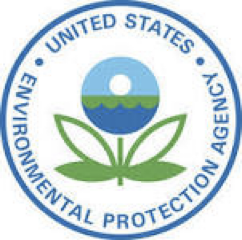 UNITED STATES
ENVIRONMENTAL PROTECTION AGENCY